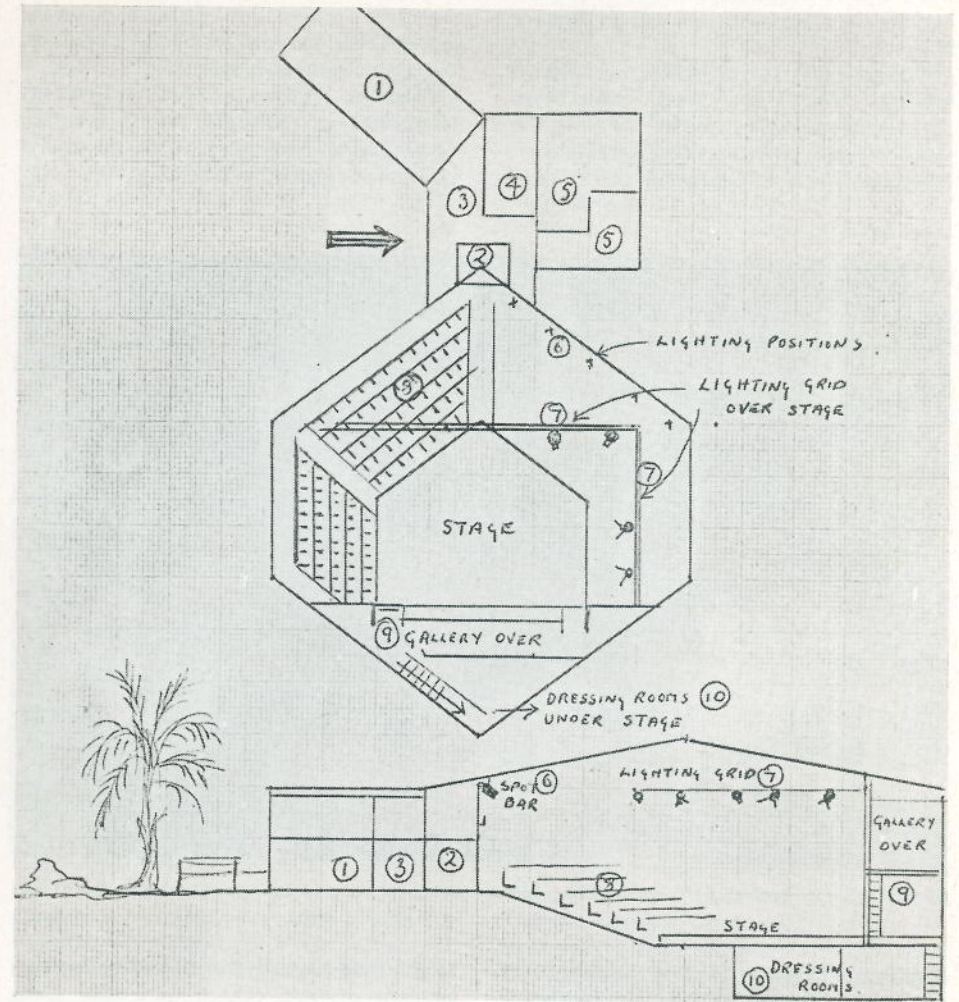 1
3
4
5
5
2
6
LIGHTING POSITIONS
LIGHTING GRID
OVER STAGE
8
7
7
STAGE
9 GALLERY OVER
DRESSING ROOMS 10
UNDER STAGE
LIGHTING GRID 7
SPOT 6
BAR
GALLERY
OVER
1
3
2
8
9
STAGE
10 DRESSING
ROOMS